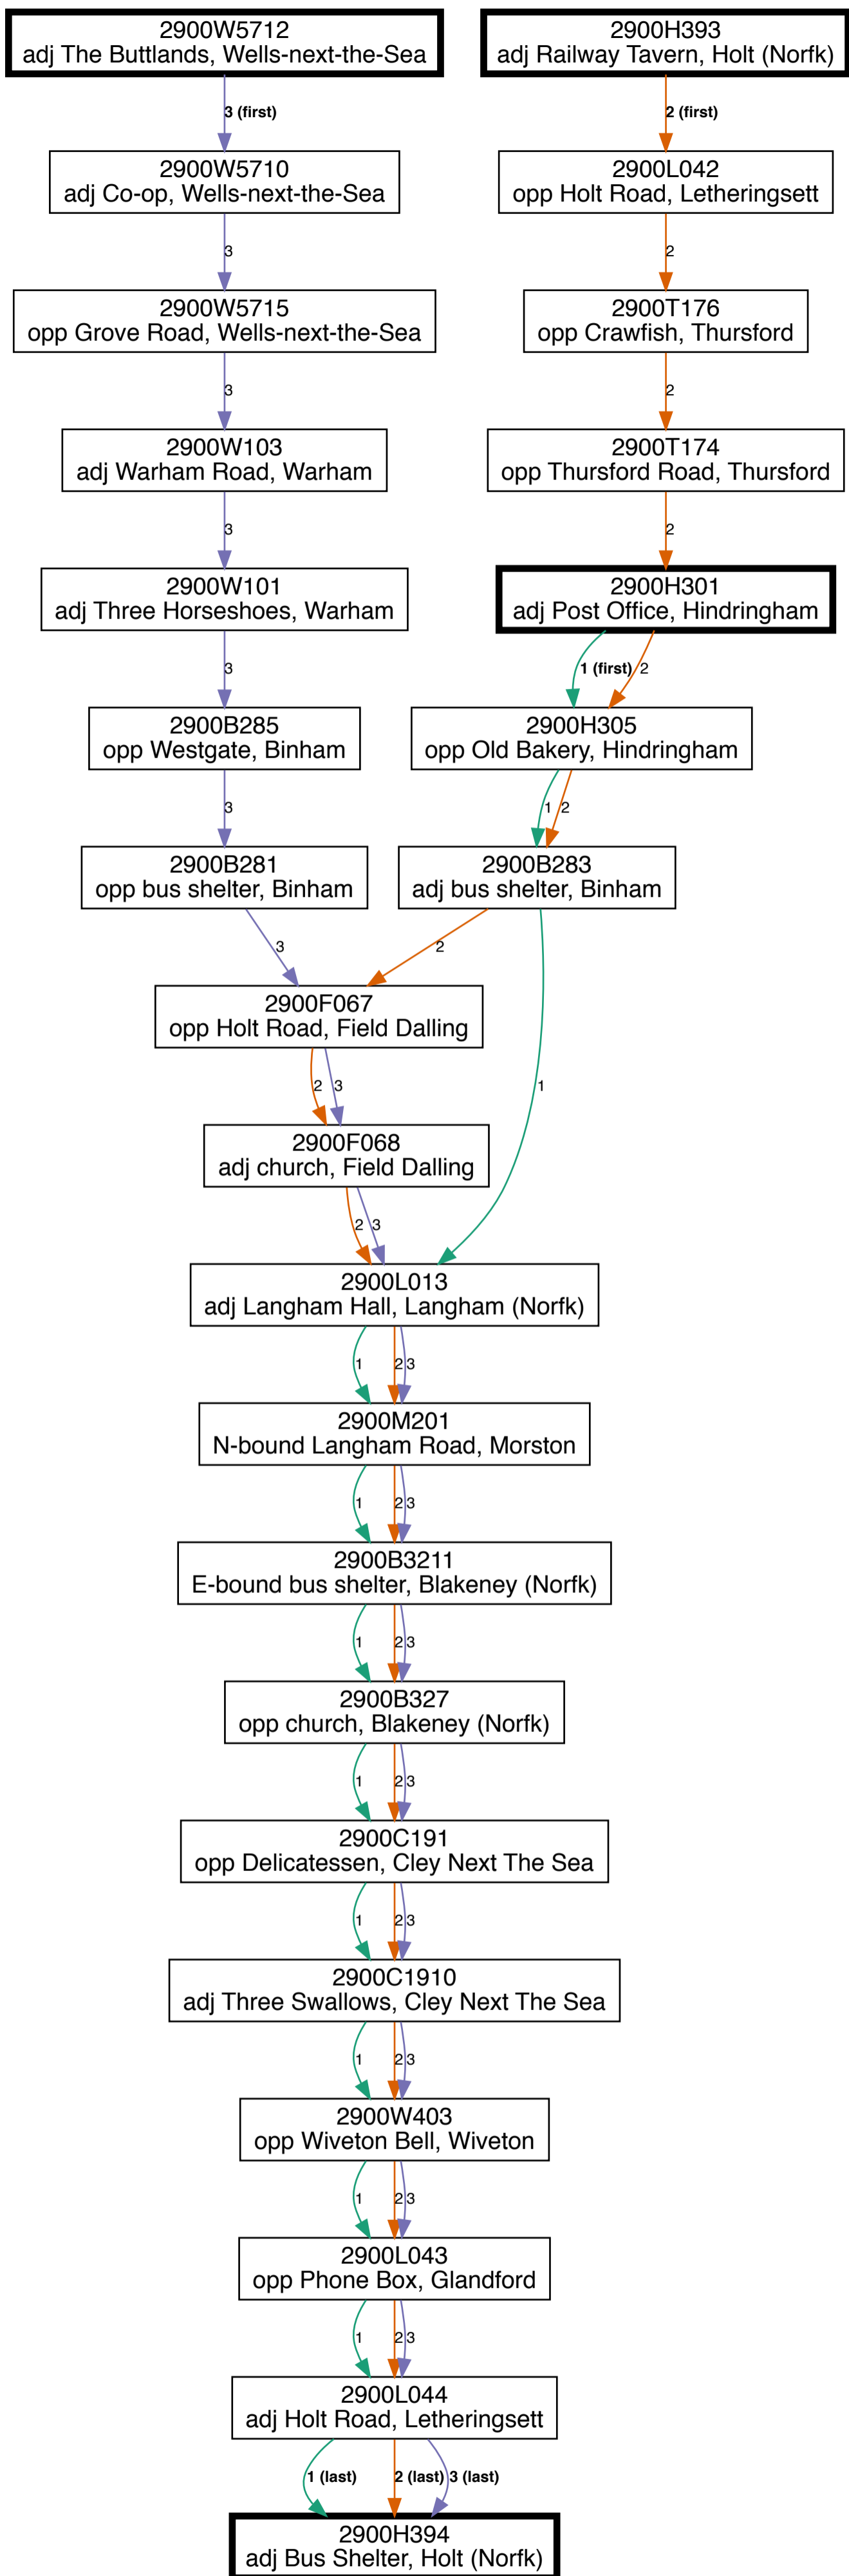 2900W5712
adj The Buttlands, Wells-next-the-Sea
2900H393
adj Railway Tavern, Holt (Norfk)
3 (first)
2 (first)
2900W5710
adj Co-op, Wells-next-the-Sea
2900L042
opp Holt Road, Letheringsett
3
2
2900W5715
opp Grove Road, Wells-next-the-Sea
2900T176
opp Crawfish, Thursford
3
2
2900W103
adj Warham Road, Warham
2900T174
opp Thursford Road, Thursford
3
2
2900W101
adj Three Horseshoes, Warham
2900H301
adj Post Office, Hindringham
3
1 (first)
2
2900B285
opp Westgate, Binham
2900H305
opp Old Bakery, Hindringham
3
1
2
2900B281
opp bus shelter, Binham
2900B283
adj bus shelter, Binham
3
2
2900F067
opp Holt Road, Field Dalling
2
3
1
2900F068
adj church, Field Dalling
2
3
2900L013
adj Langham Hall, Langham (Norfk)
1
2
3
2900M201
N-bound Langham Road, Morston
1
2
3
2900B3211
E-bound bus shelter, Blakeney (Norfk)
1
2
3
2900B327
opp church, Blakeney (Norfk)
1
2
3
2900C191
opp Delicatessen, Cley Next The Sea
1
2
3
2900C1910
adj Three Swallows, Cley Next The Sea
1
2
3
2900W403
opp Wiveton Bell, Wiveton
1
2
3
2900L043
opp Phone Box, Glandford
1
2
3
2900L044
adj Holt Road, Letheringsett
1 (last)
2 (last)
3 (last)
2900H394
adj Bus Shelter, Holt (Norfk)